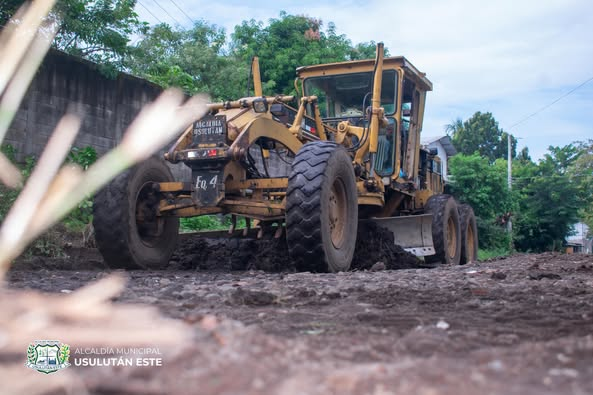 ALCALDIA
USULUTAN
Eq. 4
ALCALDÍA MUNICIPAL
USULUTÁN ESTE